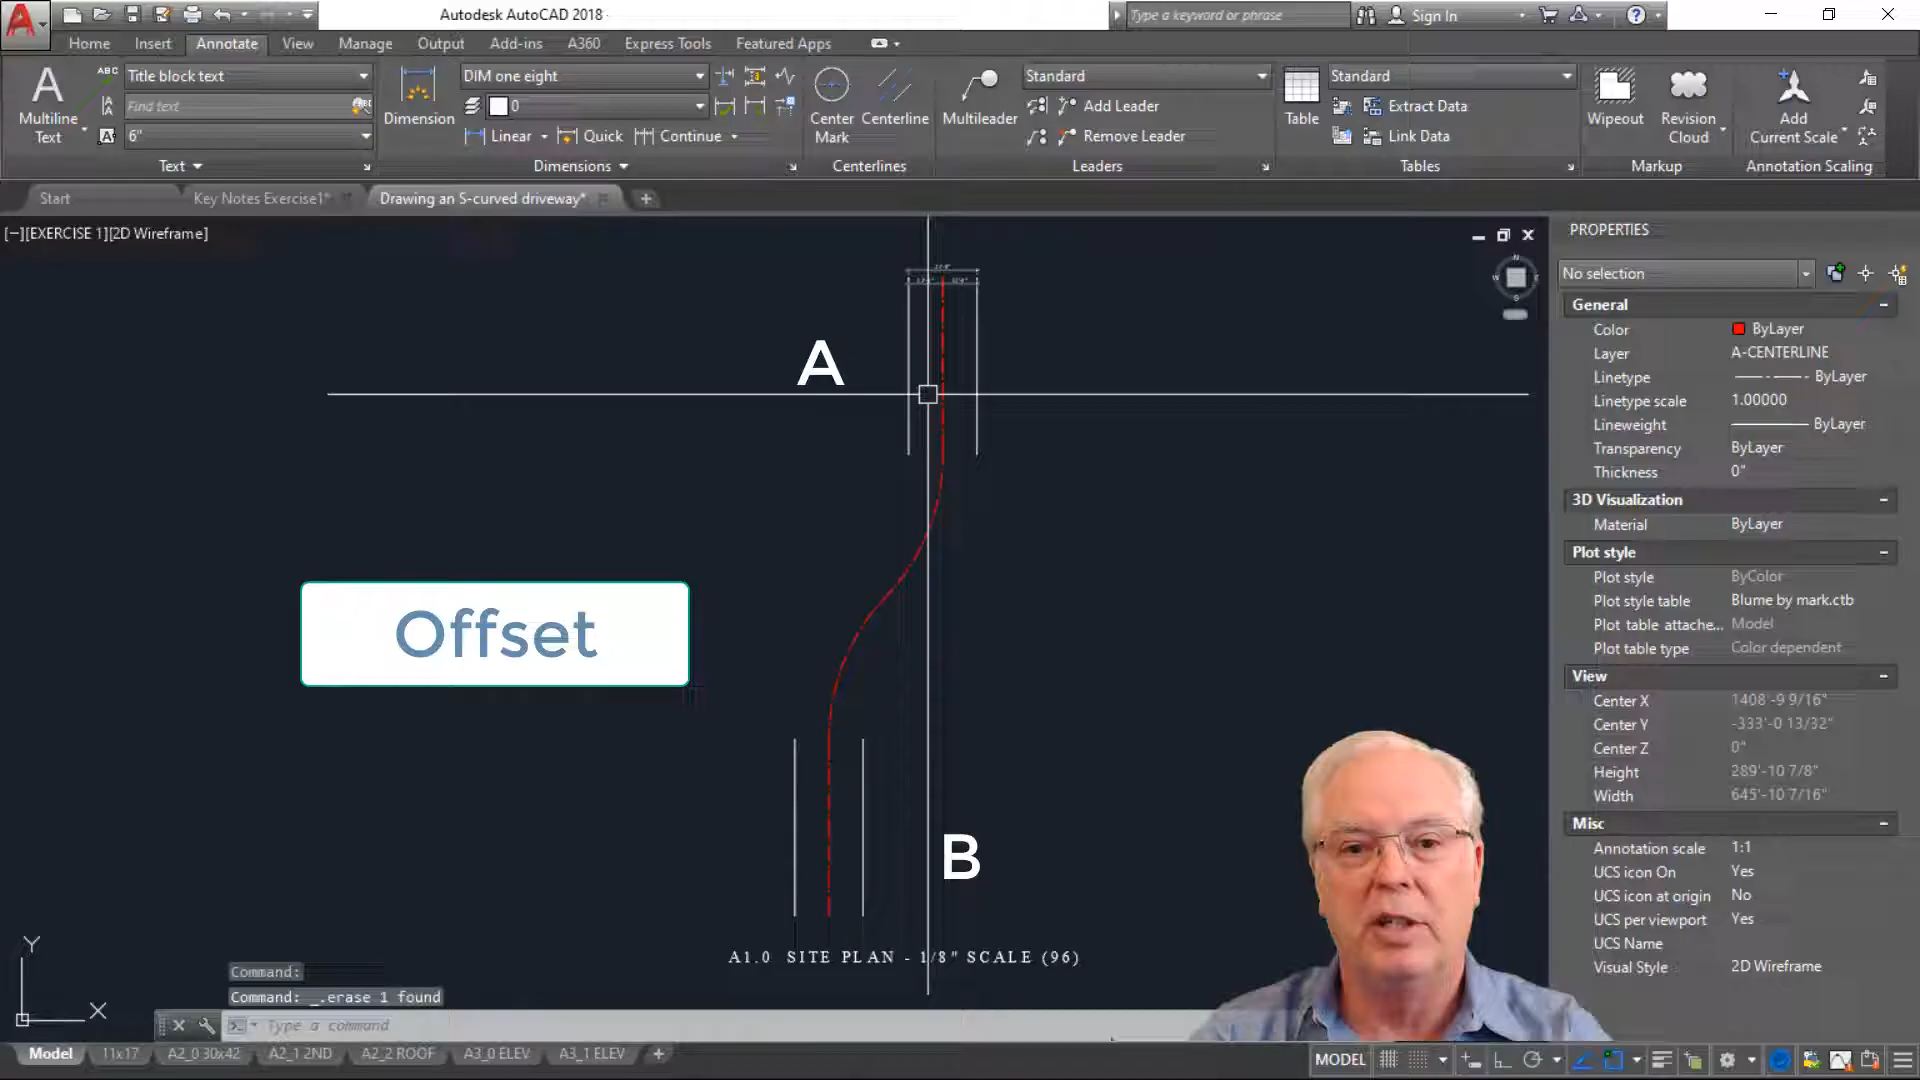 Autodesk AutoCAD 2018
Type a keyword or phrase
Sign In
Home Insert Annotate View Manage Output Add-ins A360 Express Tools Featured Apps
Multiline Text
Title block text
Find text
6"
Text
Dimension
DIM one eight
0
Linear Quick Continue
Dimensions
Center Mark
Centerline
Centerlines
Multileader
Standard
Add Leader
Remove Leader
Leaders
Table
Standard
Extract Data
Link Data
Tables
Wipeout
Revision Cloud
Markup
Add Current Scale
Annotation Scaling
Start
Key Notes Exercise1*
Drawing an S-curved driveway*
[−][EXERCISE 1][2D Wireframe]
A
Offset
B
A1.0 SITE PLAN - 1/8" SCALE (96)
Y
X
N
W
S
PROPERTIES
No selection
General
Color ByLayer
Layer A-CENTERLINE
Linetype ByLayer
Linetype scale 1.00000
Lineweight ByLayer
Transparency ByLayer
Thickness 0"
3D Visualization
Material ByLayer
Plot style
Plot style ByColor
Plot style table Blume by mark.ctb
Plot table attache... Model
Plot table type Color dependent
View
Center X 1408'-9 9/16"
Center Y -333'-0 13/32"
Center Z 0"
Height 289'-10 7/8"
Width 645'-10 7/16"
Misc
Annotation scale 1:1
UCS icon On Yes
UCS icon at origin No
UCS per viewport Yes
UCS Name
Visual Style 2D Wireframe
Command:
Command: _.erase 1 found
Type a command
Model 11x17 A2_0 30x42 A2_1 2ND A2_2 ROOF A3_0 ELEV A3_1 ELEV
MODEL